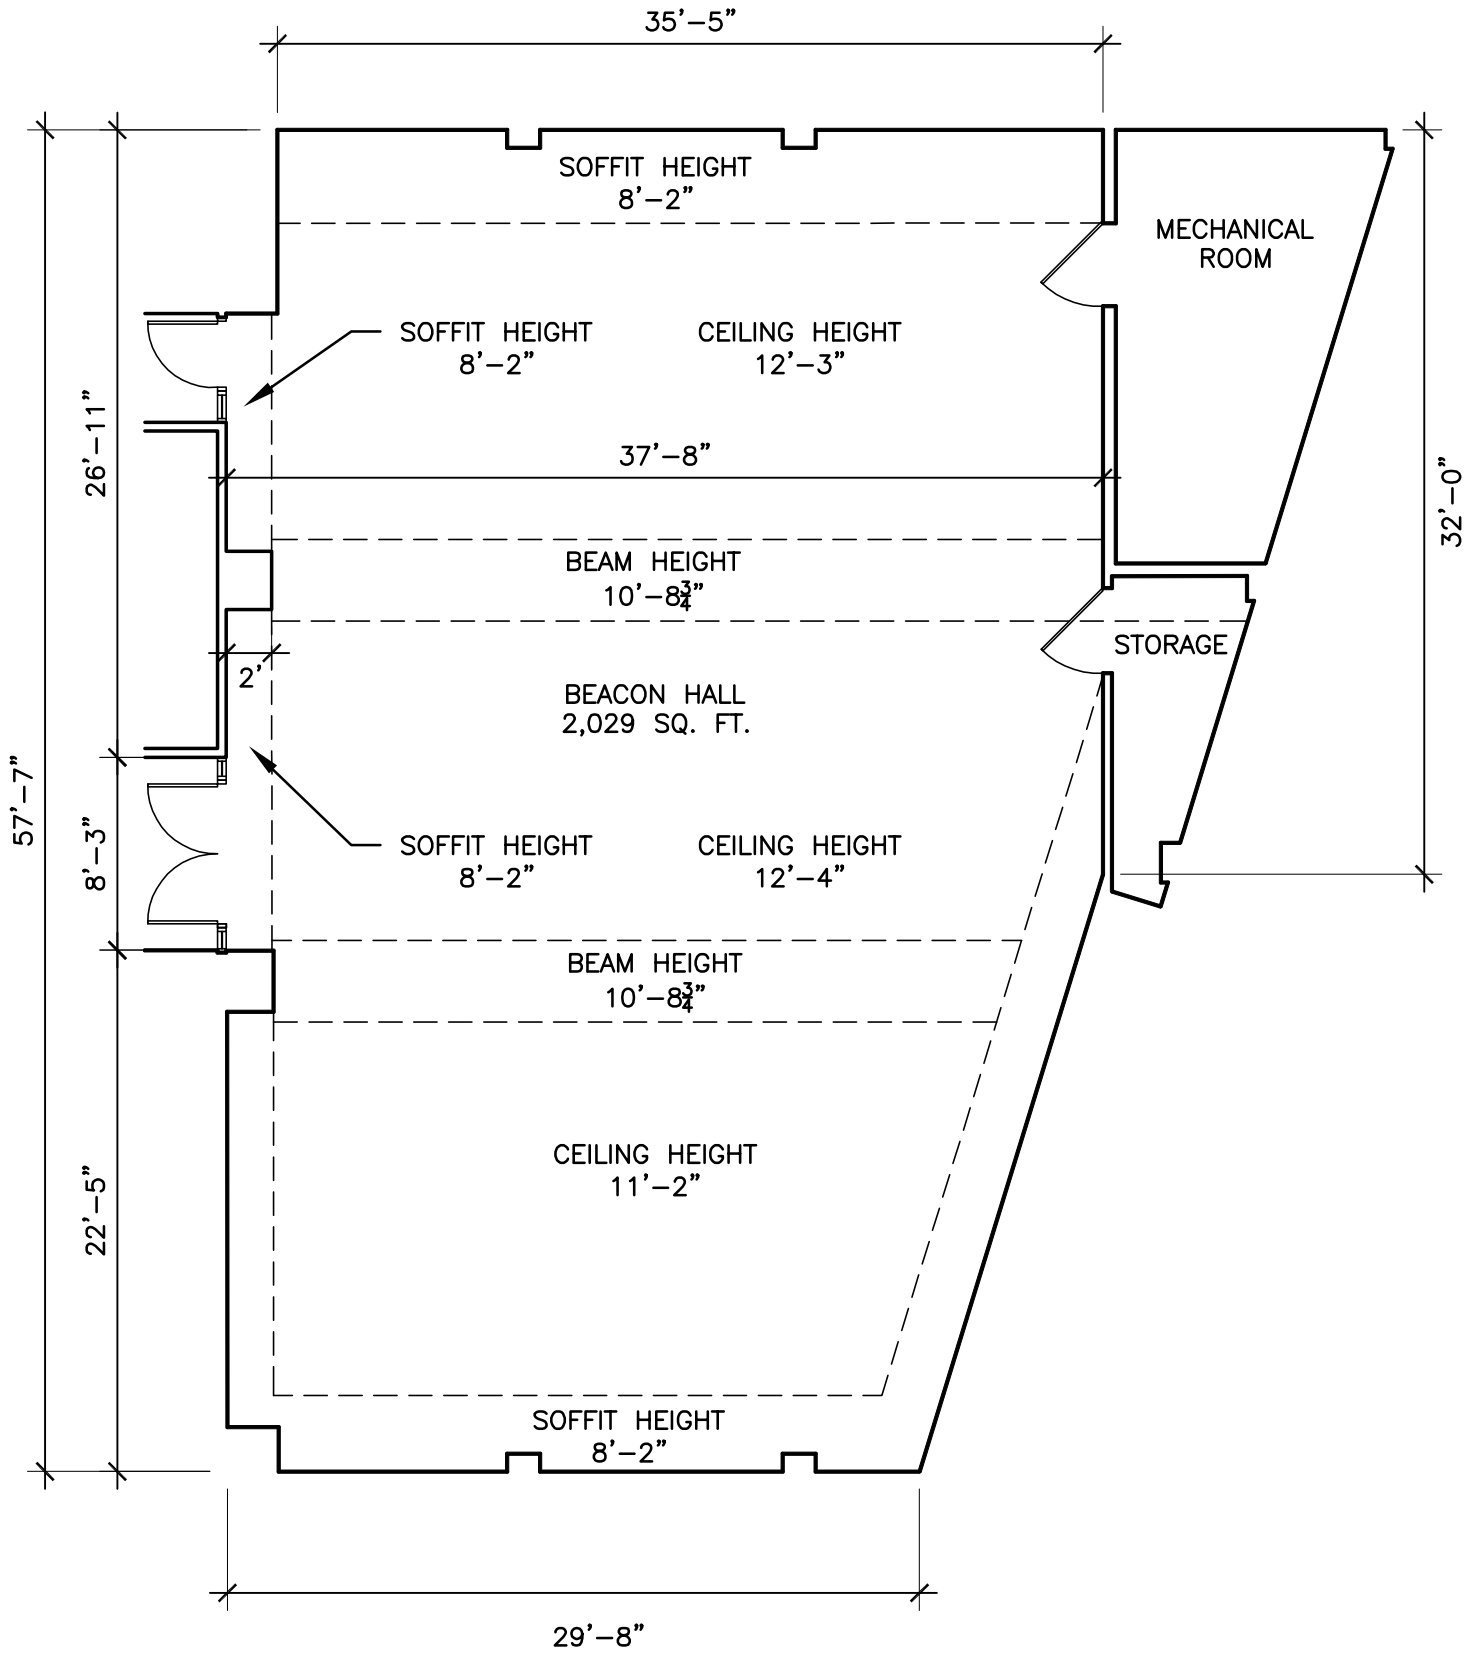 35'-5"
SOFFIT HEIGHT
8'-2"
MECHANICAL
ROOM
SOFFIT HEIGHT
8'-2"
CEILING HEIGHT
12'-3"
26'-11"
37'-8"
32'-0"
BEAM HEIGHT
10'-8¾"
STORAGE
2'
BEACON HALL
2,029 SQ. FT.
57'-7"
8'-3"
SOFFIT HEIGHT
8'-2"
CEILING HEIGHT
12'-4"
BEAM HEIGHT
10'-8¾"
22'-5"
CEILING HEIGHT
11'-2"
SOFFIT HEIGHT
8'-2"
29'-8"